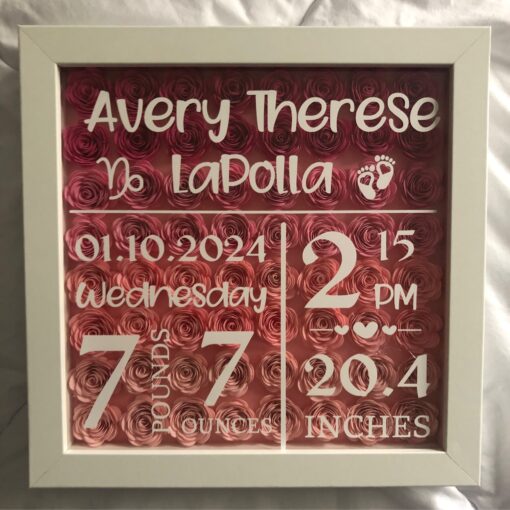 Avery Therese
♑ LaPolla
01.10.2024
Wednesday
7 POUNDS 7 OUNCES
2 15 PM
20.4
INCHES